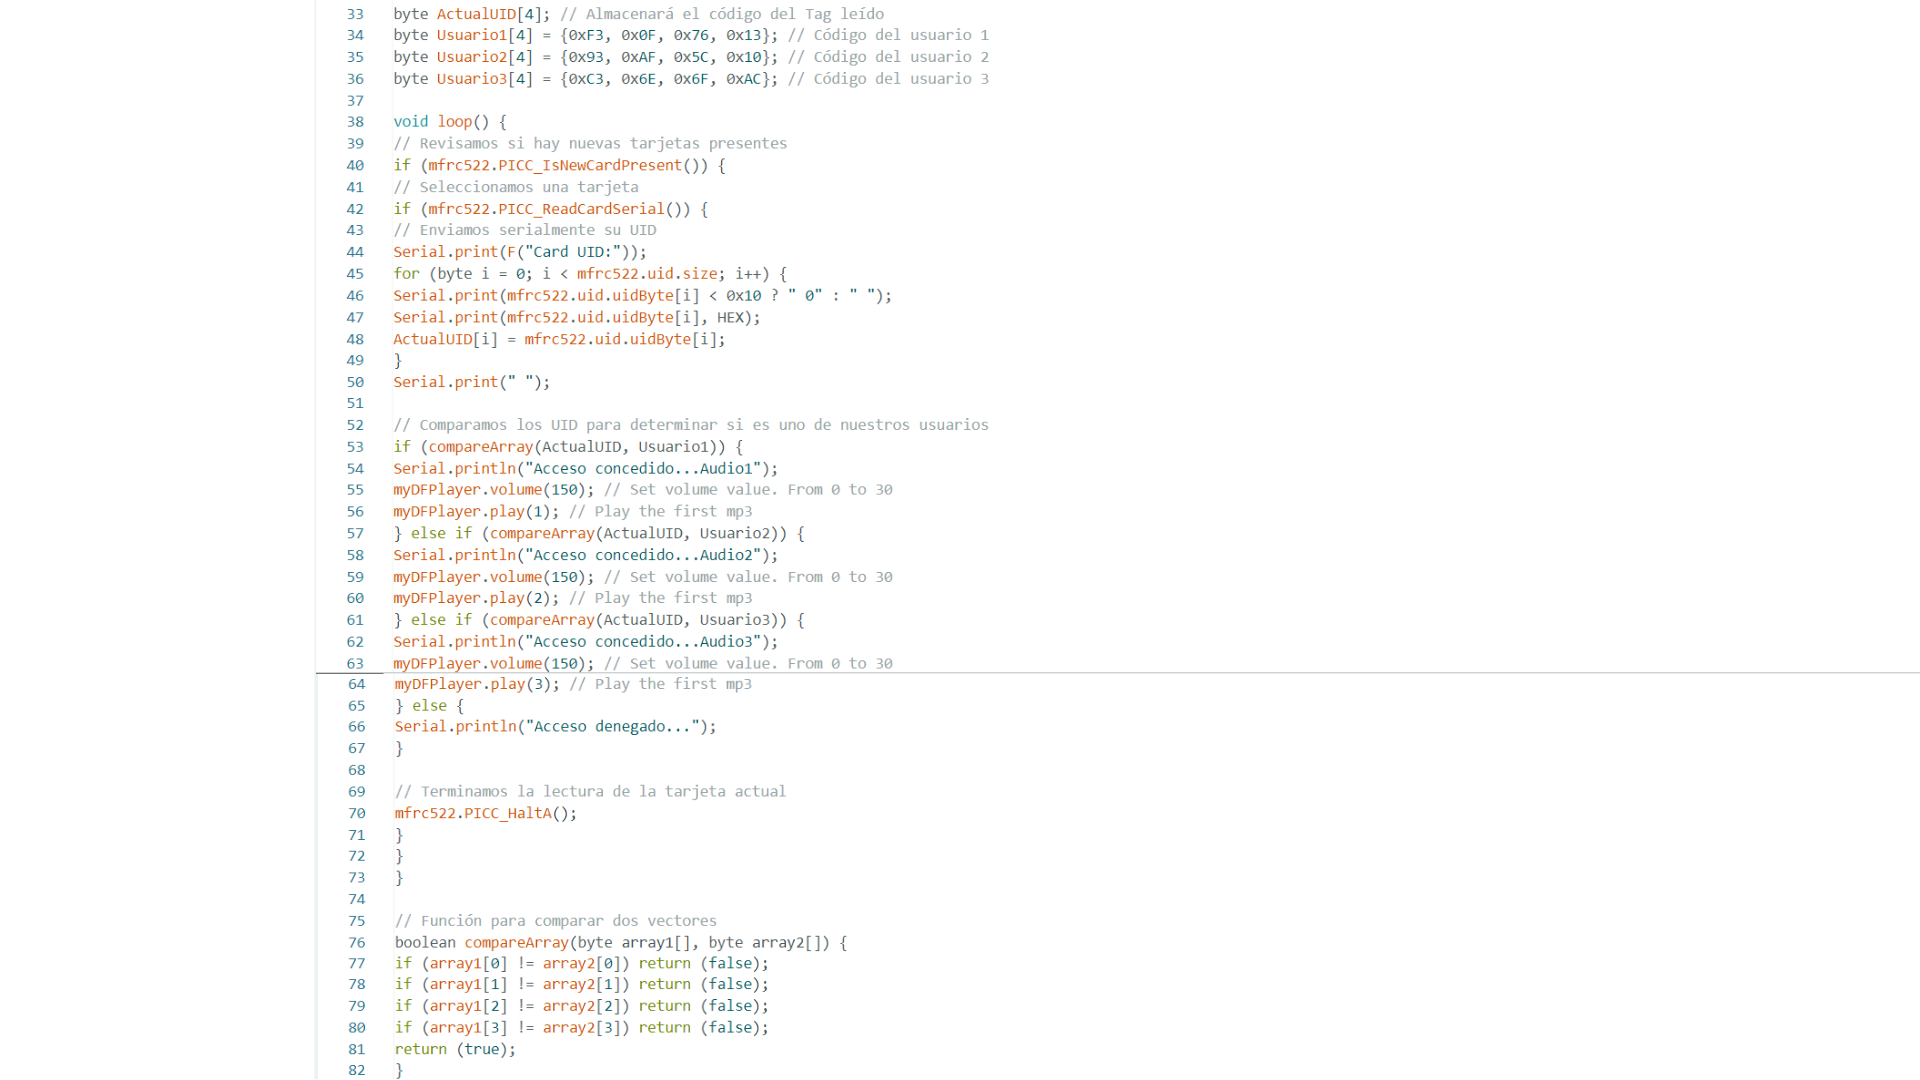 33 byte ActualUID[4]; // Almacenará el código del Tag leído
34 byte Usuario1[4] = {0xF3, 0x0F, 0x76, 0x13}; // Código del usuario 1
35 byte Usuario2[4] = {0x93, 0xAF, 0x5C, 0x10}; // Código del usuario 2
36 byte Usuario3[4] = {0xC3, 0x6E, 0x6F, 0xAC}; // Código del usuario 3
37
38 void loop() {
39 // Revisamos si hay nuevas tarjetas presentes
40 if (mfrc522.PICC_IsNewCardPresent()) {
41 // Seleccionamos una tarjeta
42 if (mfrc522.PICC_ReadCardSerial()) {
43 // Enviamos serialmente su UID
44 Serial.print(F("Card UID:"));
45 for (byte i = 0; i < mfrc522.uid.size; i++) {
46 Serial.print(mfrc522.uid.uidByte[i] < 0x10 ? " 0" : " ");
47 Serial.print(mfrc522.uid.uidByte[i], HEX);
48 ActualUID[i] = mfrc522.uid.uidByte[i];
49 }
50 Serial.print(" ");
51
52 // Comparamos los UID para determinar si es uno de nuestros usuarios
53 if (compareArray(ActualUID, Usuario1)) {
54 Serial.println("Acceso concedido...Audio1");
55 myDFPlayer.volume(150); // Set volume value. From 0 to 30
56 myDFPlayer.play(1); // Play the first mp3
57 } else if (compareArray(ActualUID, Usuario2)) {
58 Serial.println("Acceso concedido...Audio2");
59 myDFPlayer.volume(150); // Set volume value. From 0 to 30
60 myDFPlayer.play(2); // Play the first mp3
61 } else if (compareArray(ActualUID, Usuario3)) {
62 Serial.println("Acceso concedido...Audio3");
63 myDFPlayer.volume(150); // Set volume value. From 0 to 30
64 myDFPlayer.play(3); // Play the first mp3
65 } else {
66 Serial.println("Acceso denegado...");
67 }
68
69 // Terminamos la lectura de la tarjeta actual
70 mfrc522.PICC_HaltA();
71 }
72 }
73 }
74
75 // Función para comparar dos vectores
76 boolean compareArray(byte array1[], byte array2[]) {
77 if (array1[0] != array2[0]) return (false);
78 if (array1[1] != array2[1]) return (false);
79 if (array1[2] != array2[2]) return (false);
80 if (array1[3] != array2[3]) return (false);
81 return (true);
82 }